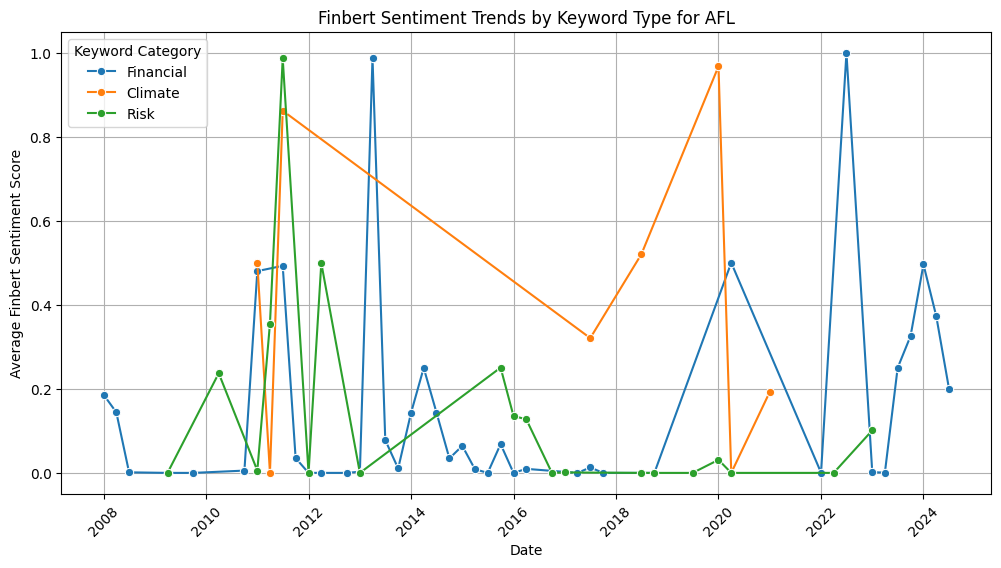 Finbert Sentiment Trends by Keyword Type for AFL
Keyword Category
Financial
Climate
Risk
Average Finbert Sentiment Score
1.0
0.8
0.6
0.4
0.2
0.0
2008
2010
2012
2014
2016
2018
2020
2022
2024
Date